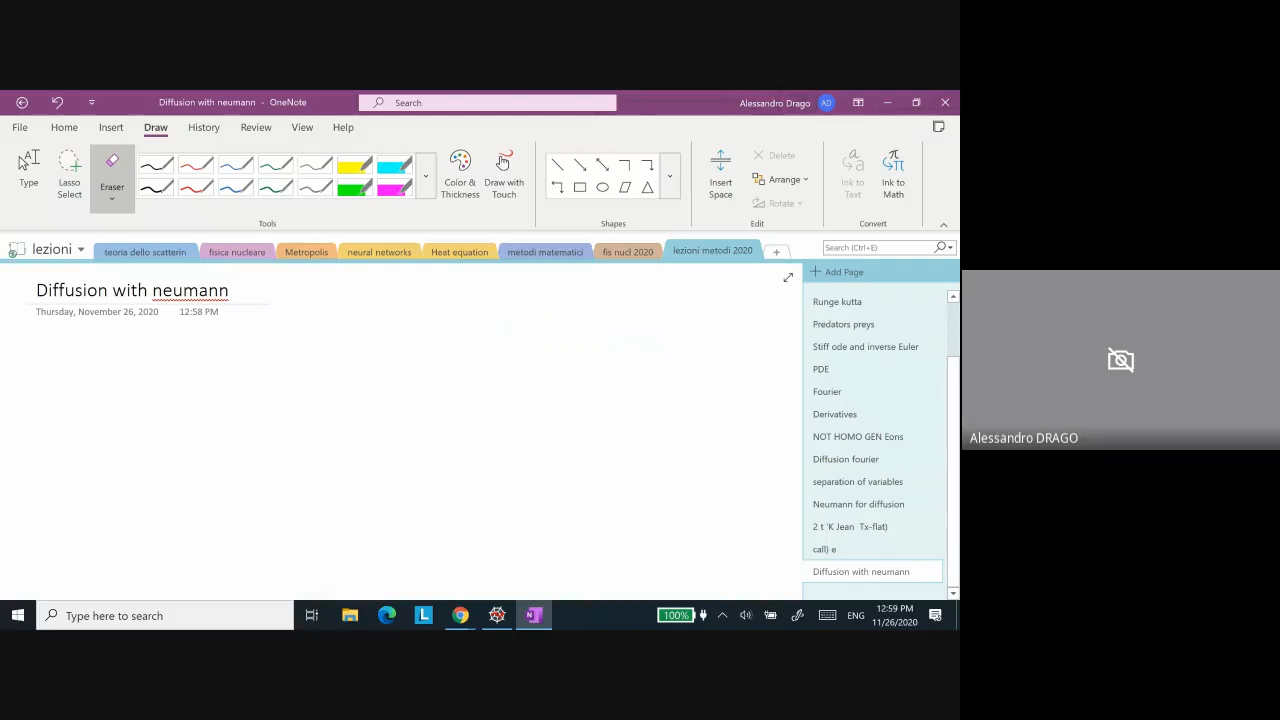 Diffusion with neumann - OneNote
Search
Alessandro Drago
AD
File Home Insert Draw History Review View Help
Type
Lasso Select
Eraser
Color & Thickness
Draw with Touch
Insert Space
Delete
Arrange
Rotate
Ink to Text
Ink to Math
Tools
Shapes
Edit
Convert
lezioni
teoria dello scatterin
fisica nucleare
Metropolis
neural networks
Heat equation
metodi matematici
fis nucl 2020
lezioni metodi 2020
Search (Ctrl+E)
Diffusion with neumann
Thursday, November 26, 2020 12:58 PM
Add Page
Runge kutta
Predators preys
Stiff ode and inverse Euler
PDE
Fourier
Derivatives
NOT HOMO GEN Eons
Diffusion fourier
separation of variables
Neumann for diffusion
2 t 'K Jean Tx-flat)
call) e
Diffusion with neumann
Alessandro DRAGO
Type here to search
L
N
100%
ENG
12:59 PM
11/26/2020